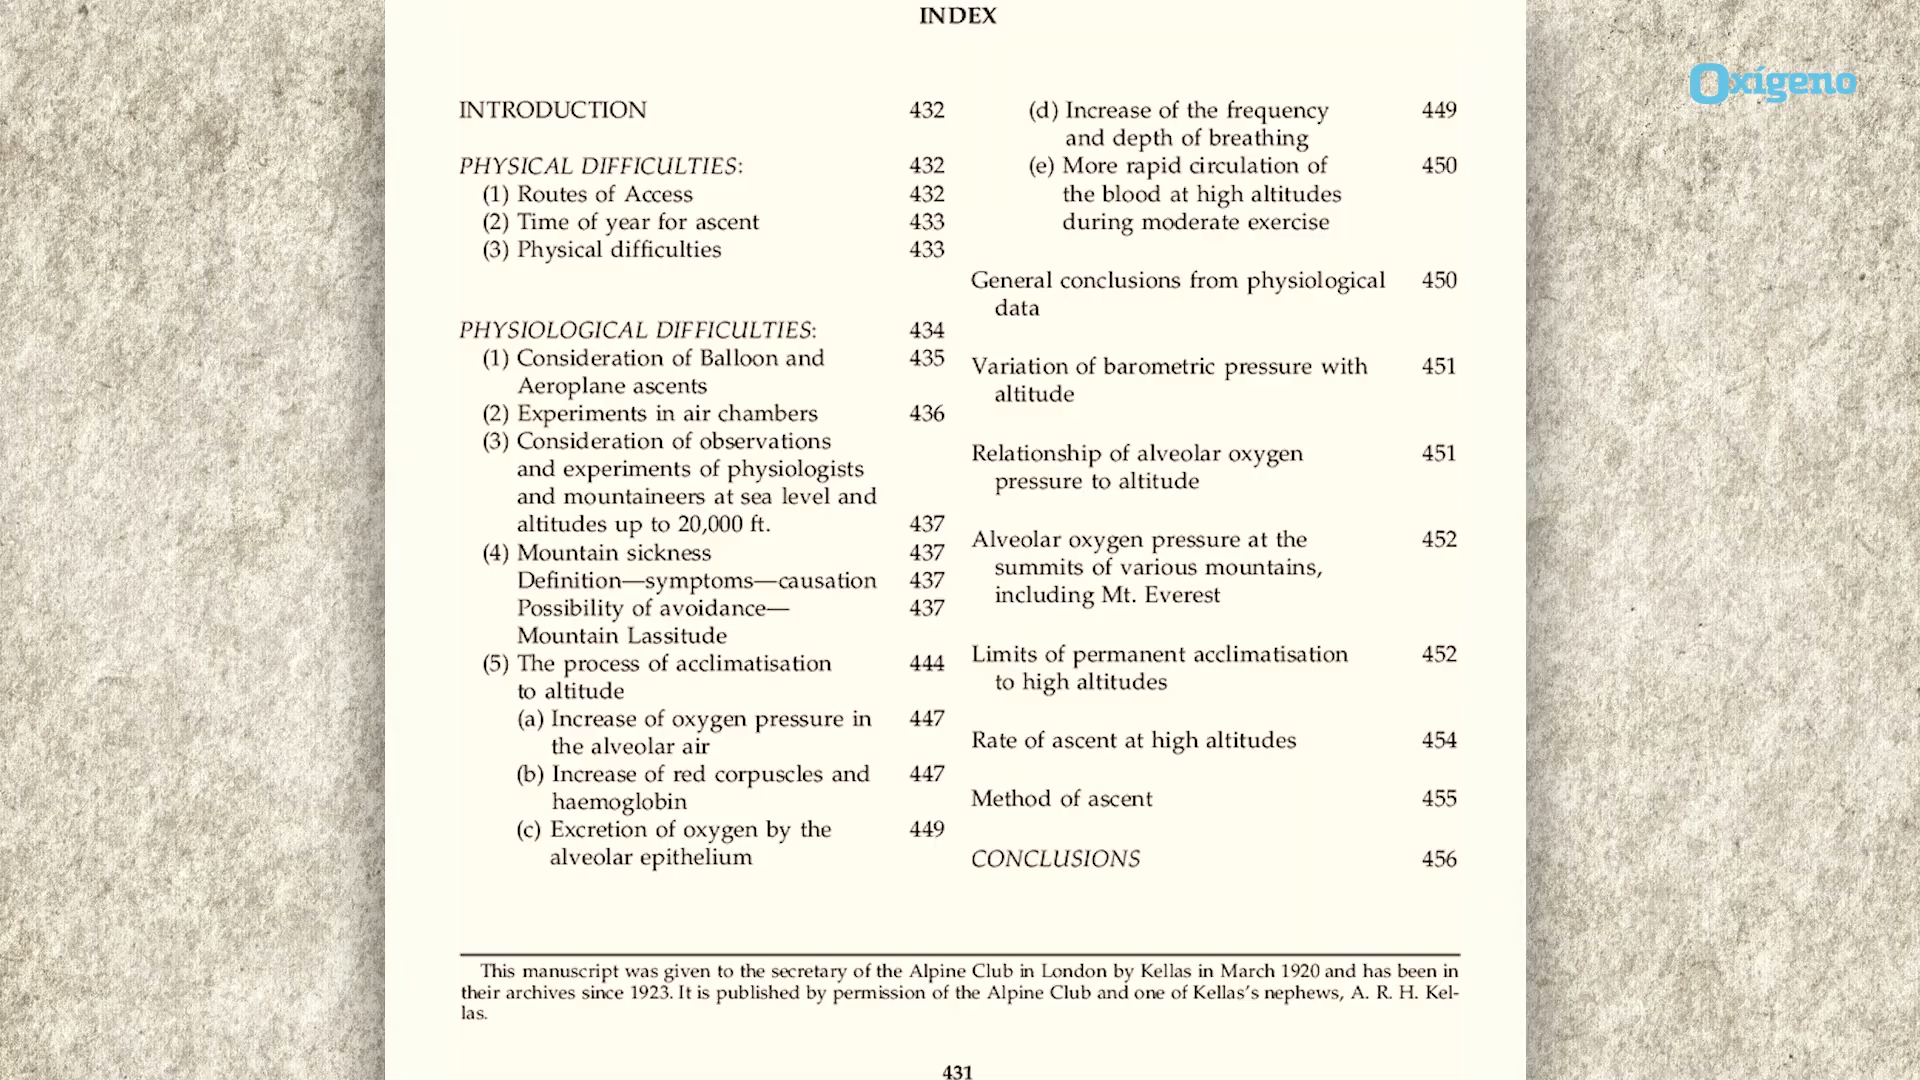 INDEX
Oxígeno
INTRODUCTION 432
PHYSICAL DIFFICULTIES: 432
(1) Routes of Access 432
(2) Time of year for ascent 433
(3) Physical difficulties 433
PHYSIOLOGICAL DIFFICULTIES: 434
(1) Consideration of Balloon and 435
Aeroplane ascents
(2) Experiments in air chambers 436
(3) Consideration of observations
and experiments of physiologists
and mountaineers at sea level and
altitudes up to 20,000 ft. 437
(4) Mountain sickness 437
Definition—symptoms—causation 437
Possibility of avoidance— 437
Mountain Lassitude
(5) The process of acclimatisation 444
to altitude
(a) Increase of oxygen pressure in 447
the alveolar air
(b) Increase of red corpuscles and 447
haemoglobin
(c) Excretion of oxygen by the 449
alveolar epithelium
(d) Increase of the frequency 449
and depth of breathing
(e) More rapid circulation of 450
the blood at high altitudes
during moderate exercise
General conclusions from physiological 450
data
Variation of barometric pressure with 451
altitude
Relationship of alveolar oxygen 451
pressure to altitude
Alveolar oxygen pressure at the 452
summits of various mountains,
including Mt. Everest
Limits of permanent acclimatisation 452
to high altitudes
Rate of ascent at high altitudes 454
Method of ascent 455
CONCLUSIONS 456
This manuscript was given to the secretary of the Alpine Club in London by Kellas in March 1920 and has been in
their archives since 1923. It is published by permission of the Alpine Club and one of Kellas's nephews, A. R. H. Kel-
las.
431